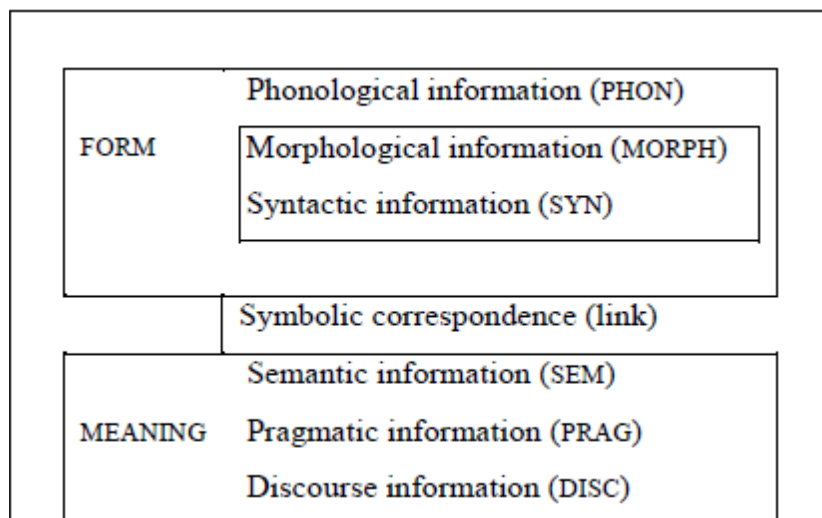 Phonological information (PHON)
FORM Morphological information (MORPH)
Syntactic information (SYN)
Symbolic correspondence (link)
Semantic information (SEM)
MEANING Pragmatic information (PRAG)
Discourse information (DISC)